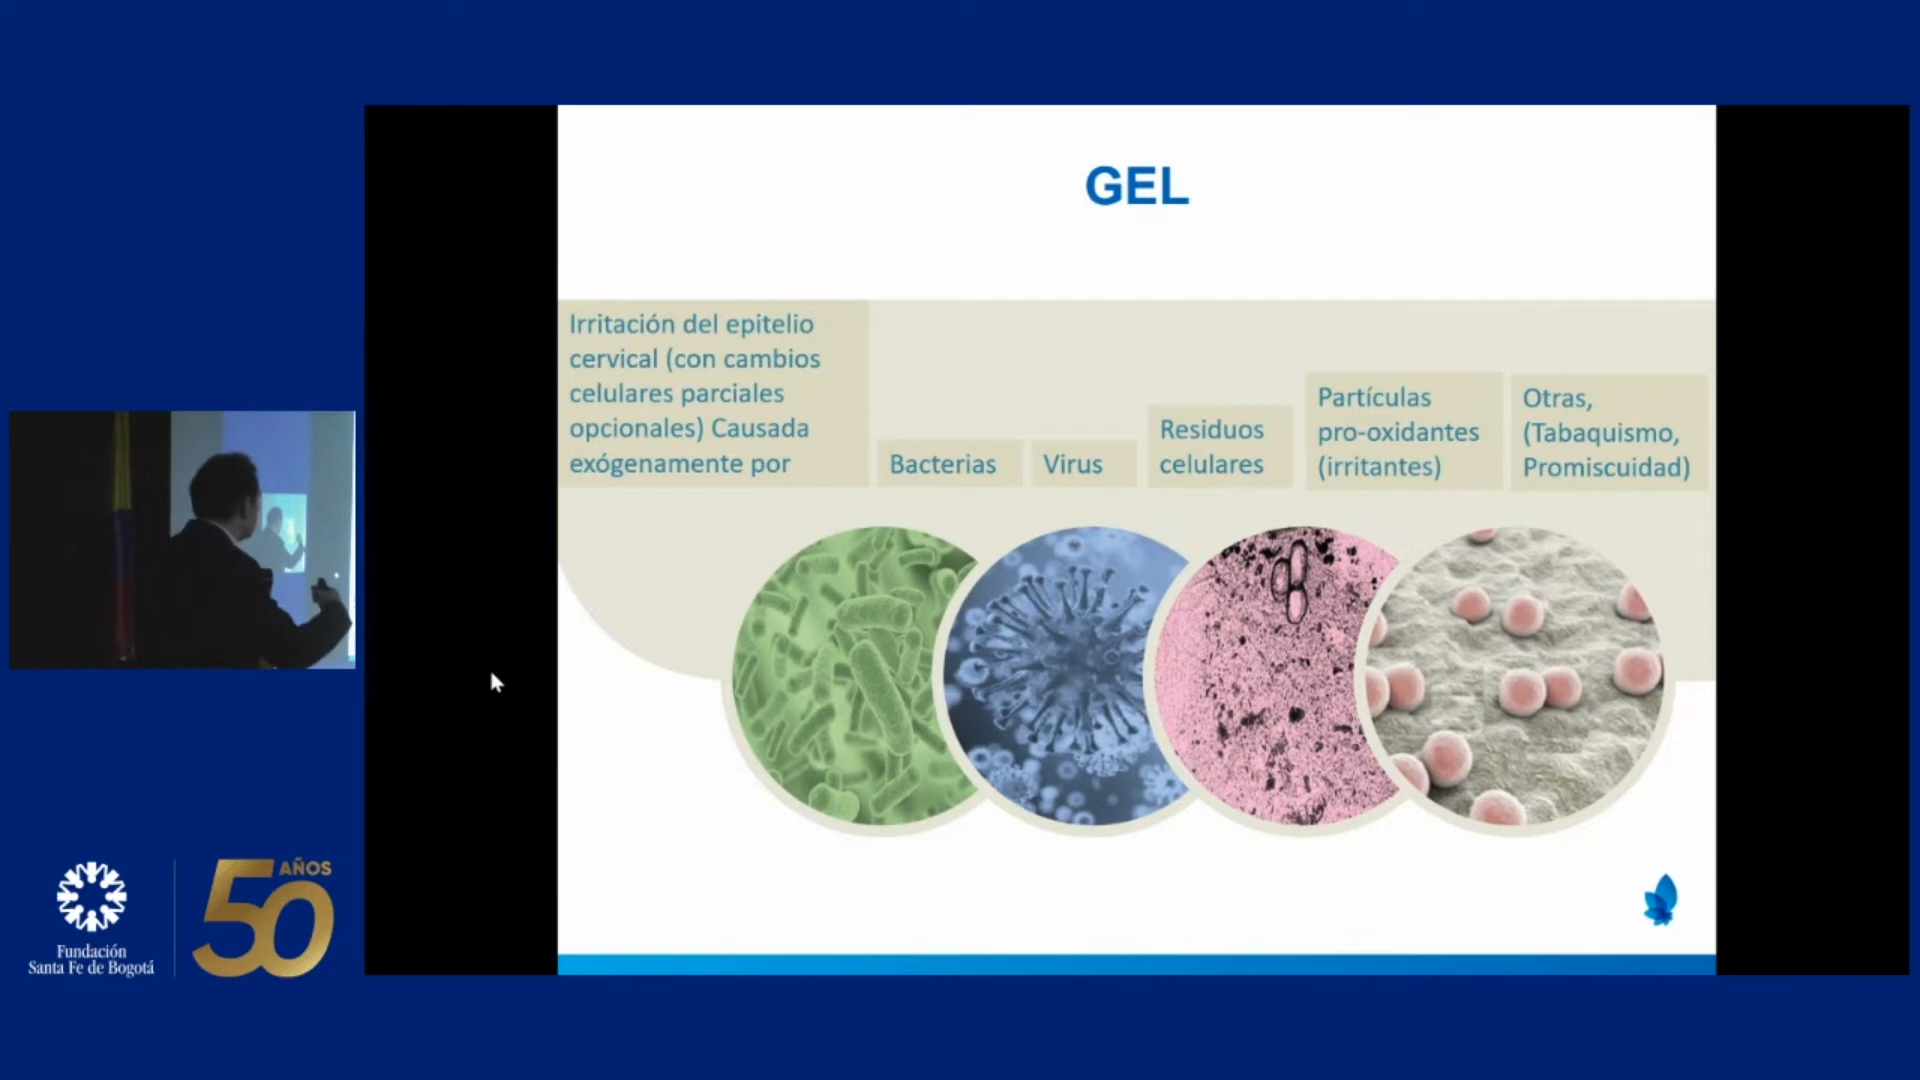 GEL
Irritación del epitelio
cervical (con cambios
celulares parciales
opcionales) Causada
exógenamente por
Bacterias
Virus
Residuos
celulares
Partículas
pro-oxidantes
(irritantes)
Otras,
(Tabaquismo,
Promiscuidad)
Fundación
Santa Fe de Bogotá
50
AÑOS